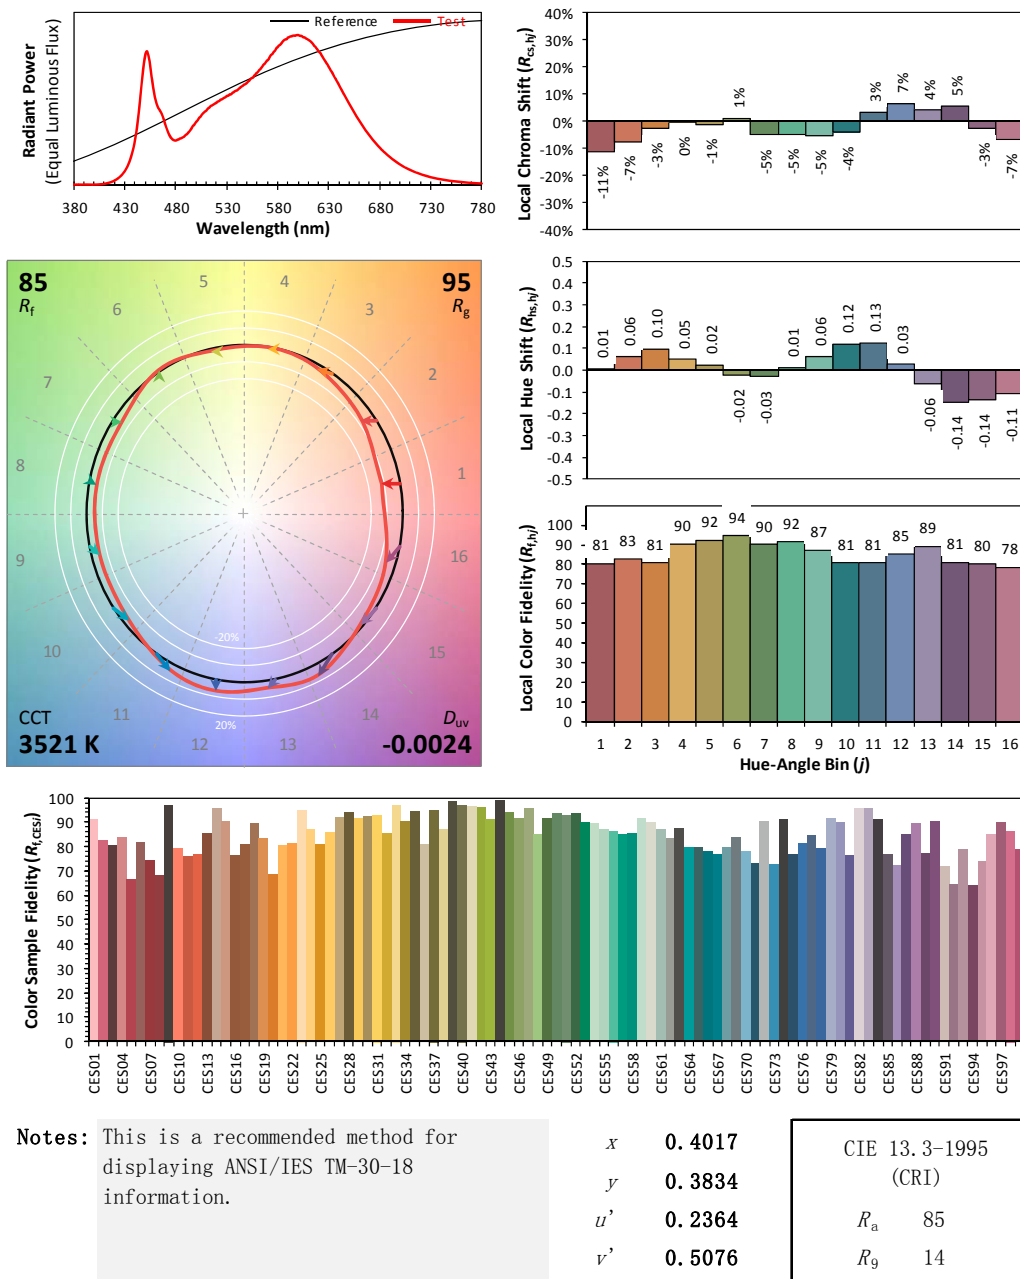 Reference Test
Radiant Power
(Equal Luminous Flux)
380 430 480 530 580 630 680 730 780
Wavelength (nm)
Local Chroma Shift (Rcs,hj)
40%
30%
20%
10%
0%
-10%
-20%
-30%
-40%
-11% -7% -3% 0% -1% 1% -5% -5% -5% -4% 3% 7% 4% 5% -3% -7%
85
Rf
95
Rg
1 2 3 4 5 6 7 8 9 10 11 12 13 14 15 16
-20%
20%
CCT
3521 K
Duv
-0.0024
Local Hue Shift (Rhs,hj)
0.5
0.4
0.3
0.2
0.1
0.0
-0.1
-0.2
-0.3
-0.4
-0.5
0.01 0.06 0.10 0.05 0.02 -0.02 -0.03 0.01 0.06 0.12 0.13 0.03 -0.06 -0.14 -0.14 -0.11
Local Color Fidelity (Rf,hj)
100
90
80
70
60
50
40
30
20
10
0
81 83 81 90 92 94 90 92 87 81 81 85 89 81 80 78
1 2 3 4 5 6 7 8 9 10 11 12 13 14 15 16
Hue-Angle Bin (j)
Color Sample Fidelity (Rf,CESi)
100
90
80
70
60
50
40
30
20
10
0
CES01 CES04 CES07 CES10 CES13 CES16 CES19 CES22 CES25 CES28 CES31 CES34 CES37 CES40 CES43 CES46 CES49 CES52 CES55 CES58 CES61 CES64 CES67 CES70 CES73 CES76 CES79 CES82 CES85 CES88 CES91 CES94 CES97
Notes: This is a recommended method for
displaying ANSI/IES TM-30-18
information.
x 0.4017
y 0.3834
u' 0.2364
v' 0.5076
CIE 13.3-1995
(CRI)
Ra 85
R9 14